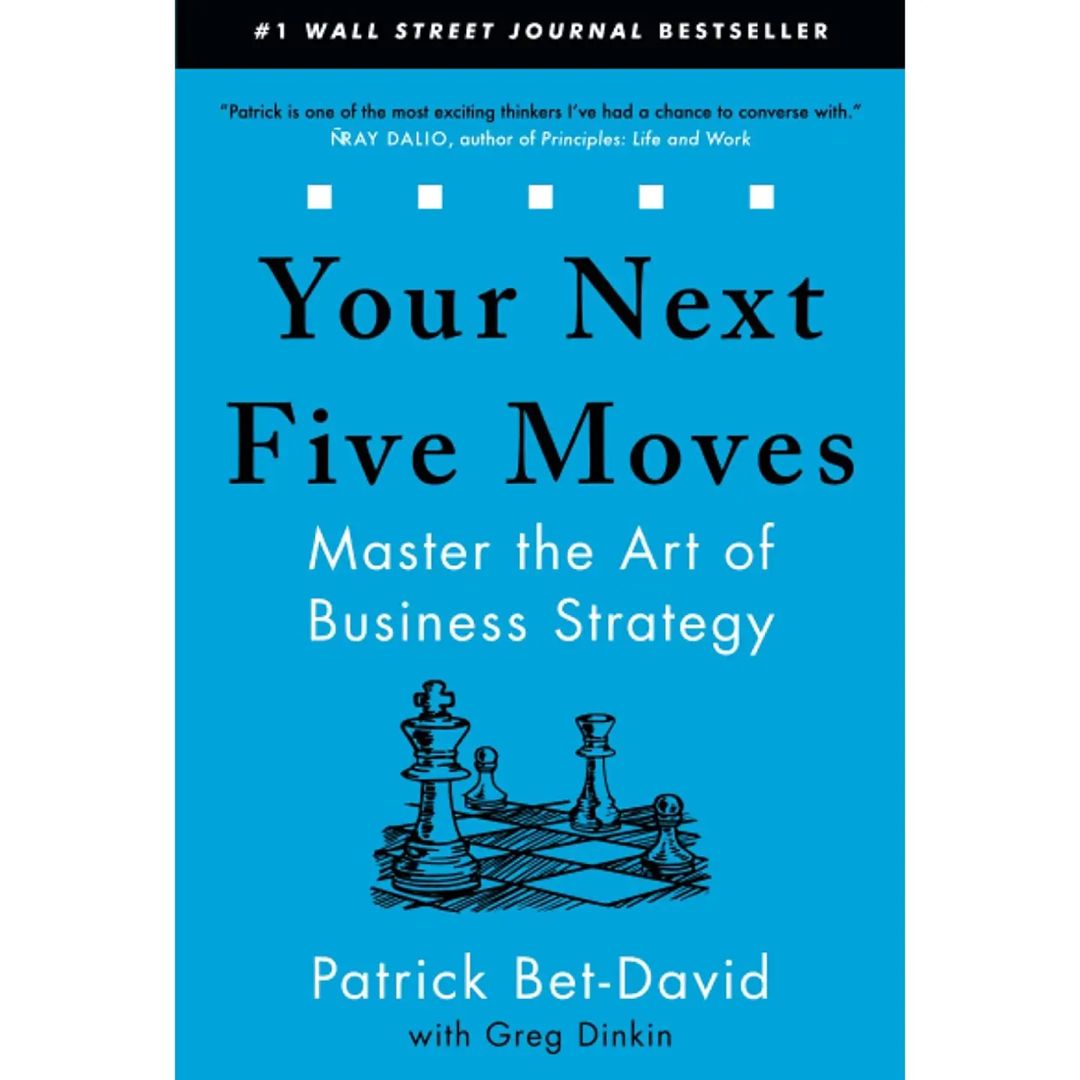 #1 WALL STREET JOURNAL BESTSELLER
“Patrick is one of the most exciting thinkers I’ve had a chance to converse with.”
ÑRAY DALIO, author of Principles: Life and Work
Your Next
Five Moves
Master the Art of
Business Strategy
Patrick Bet-David
with Greg Dinkin